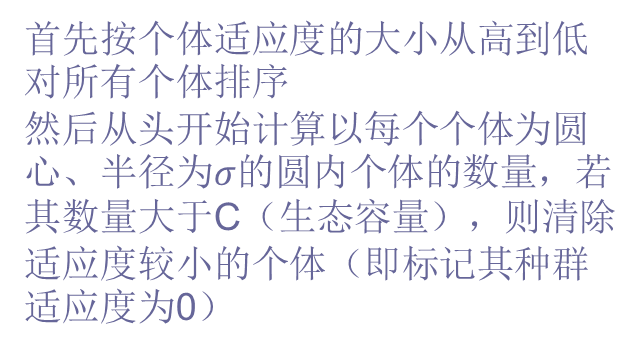 首先按个体适应度的大小从高到低
对所有个体排序
然后从头开始计算以每个个体为圆
心、半径为σ的圆内个体的数量，若
其数量大于C（生态容量），则清除
适应度较小的个体（即标记其种群
适应度为0）